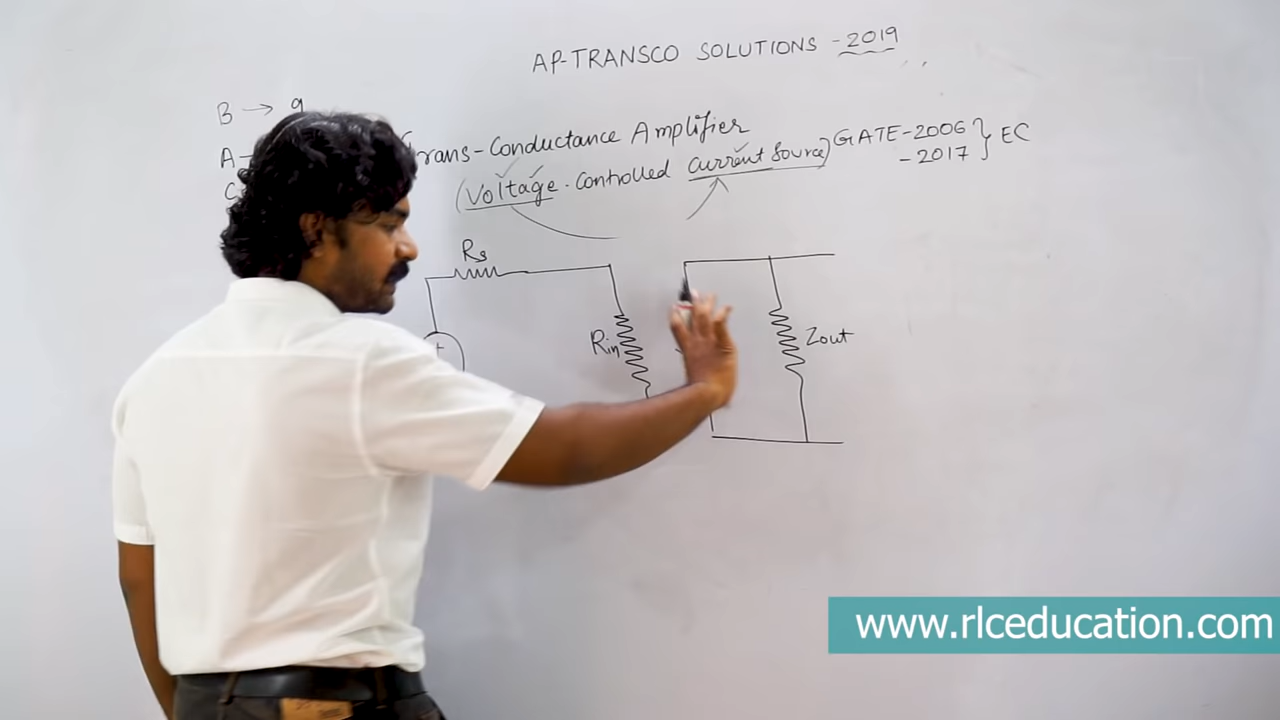 AP-TRANSCO SOLUTIONS - 2019
B → q
A-
Trans-Conductance Amplifier
(Voltage - Controlled Current Source) GATE-2006 } EC
-2017
C
Rs
+
Rin
Zout
www.rlceducation.com